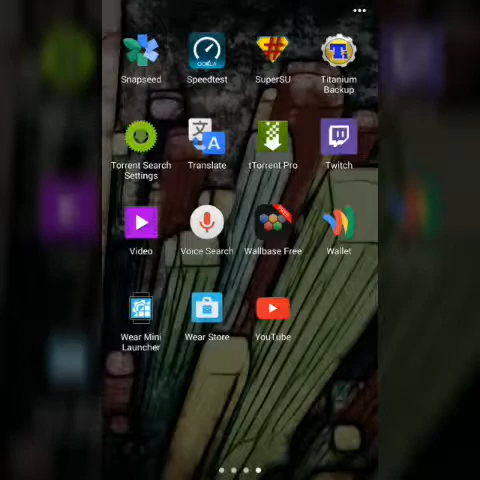 Snapseed
Speedtest
SuperSU
Titanium
Backup
Torrent Search
Settings
Translate
tTorrent Pro
Twitch
Video
Voice Search
Wallbase Free
Wallet
Wear Mini
Launcher
Wear Store
YouTube